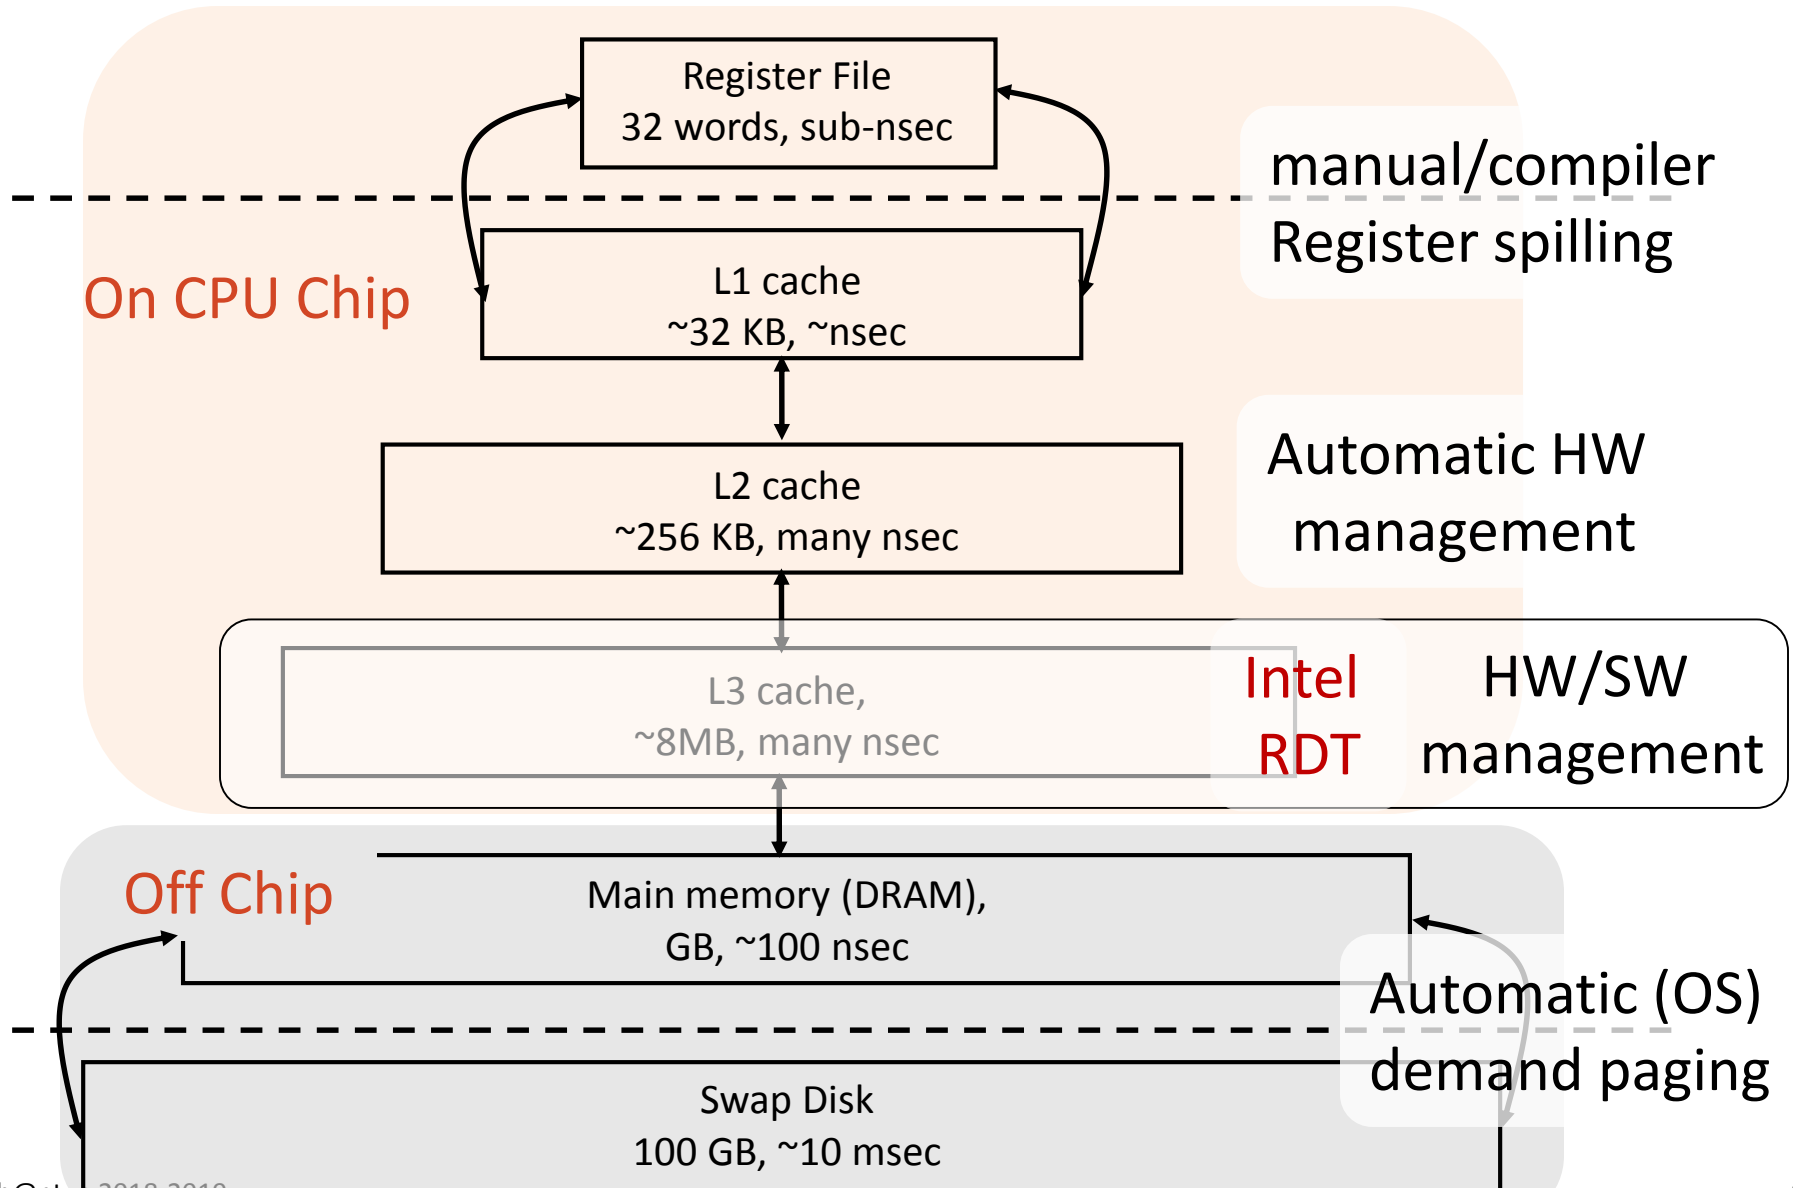 Register File
32 words, sub-nsec
manual/compiler
Register spilling
On CPU Chip
L1 cache
~32 KB, ~nsec
Automatic HW
management
L2 cache
~256 KB, many nsec
L3 cache,
~8MB, many nsec
Intel
RDT
HW/SW
management
Off Chip
Main memory (DRAM),
GB, ~100 nsec
Automatic (OS)
demand paging
Swap Disk
100 GB, ~10 msec